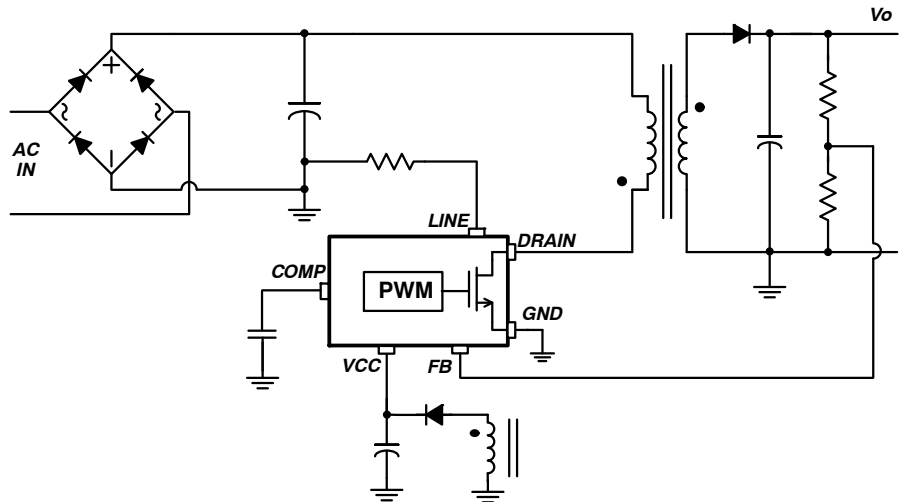 Vo
AC
IN
LINE
DRAIN
COMP
PWM
GND
VCC
FB